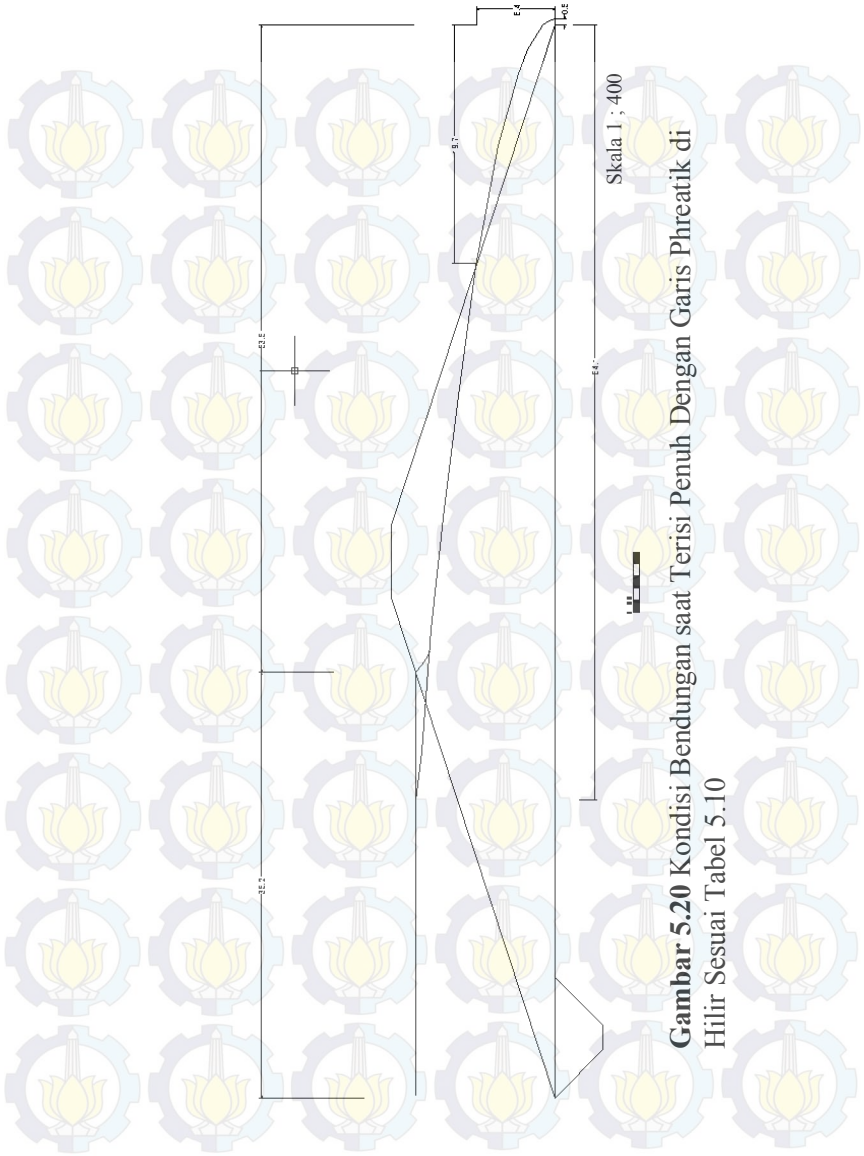 9.7
Skala 1 ; 400
Gambar 5.20 Kondisi Bendungan saat Terisi Penuh Dengan Garis Phreatik di
Hilir Sesuai Tabel 5.10